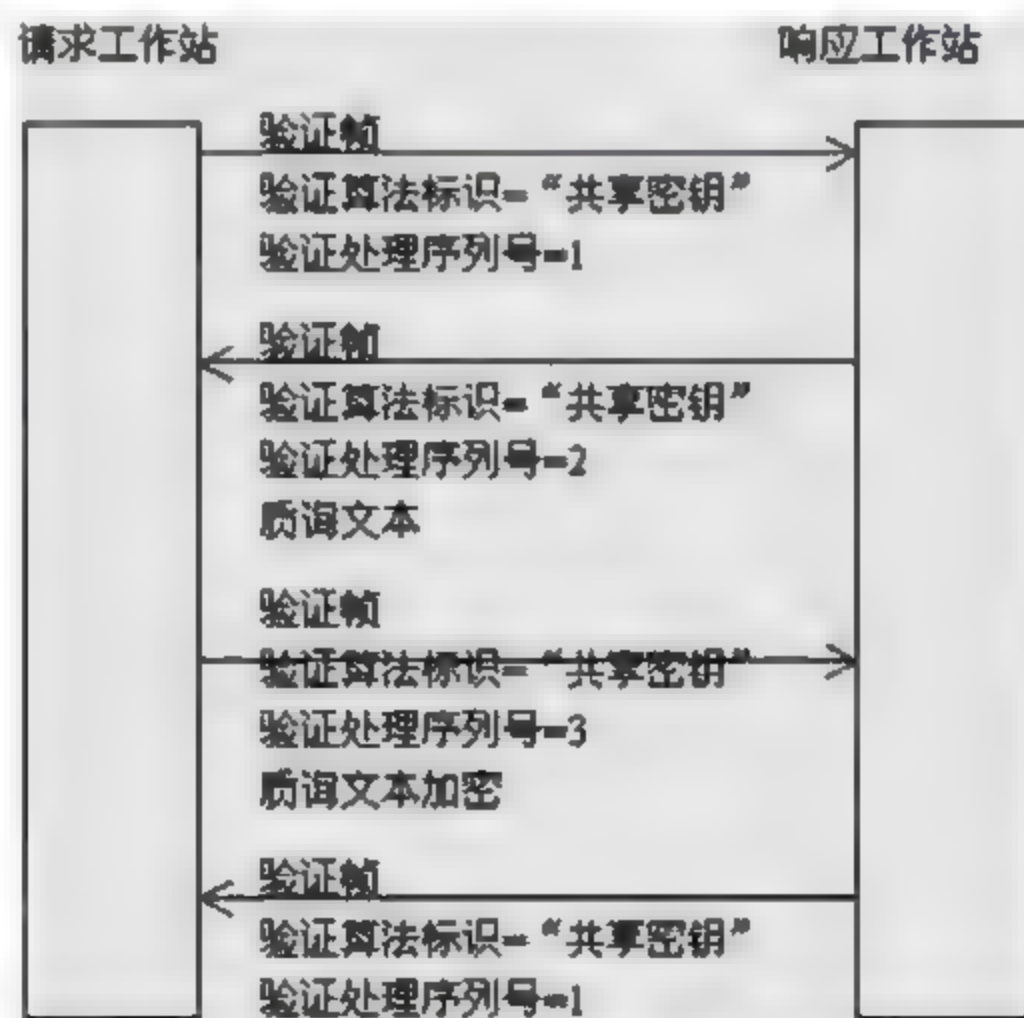 请求工作站
响应工作站
验证帧
验证算法标识=“共享密钥”
验证处理序列号=1
验证帧
验证算法标识=“共享密钥”
验证处理序列号=2
质询文本
验证帧
验证算法标识=“共享密钥”
验证处理序列号=3
质询文本加密
验证帧
验证算法标识=“共享密钥”
验证处理序列号=1